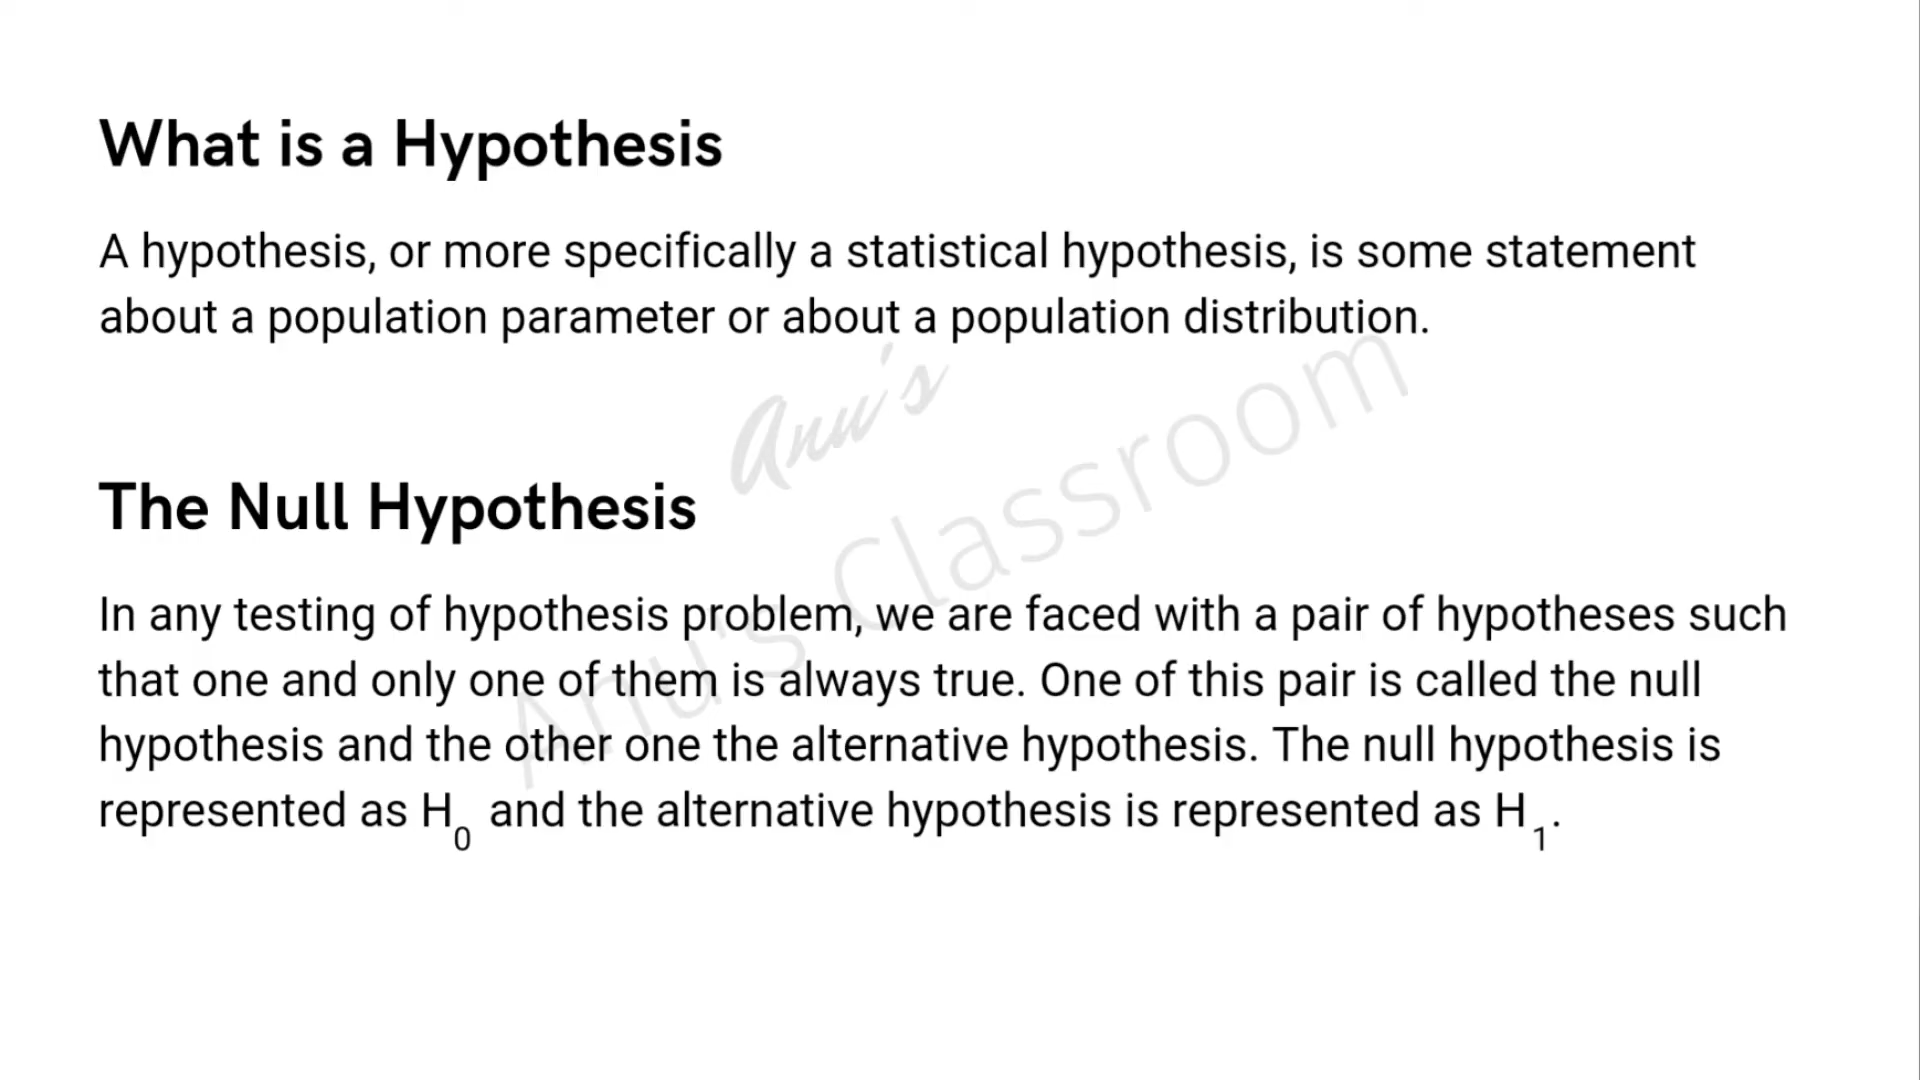 What is a Hypothesis
A hypothesis, or more specifically a statistical hypothesis, is some statement
about a population parameter or about a population distribution.
Anu's
Anu's Classroom
The Null Hypothesis
In any testing of hypothesis problem, we are faced with a pair of hypotheses such
that one and only one of them is always true. One of this pair is called the null
hypothesis and the other one the alternative hypothesis. The null hypothesis is
represented as H₀ and the alternative hypothesis is represented as H₁.